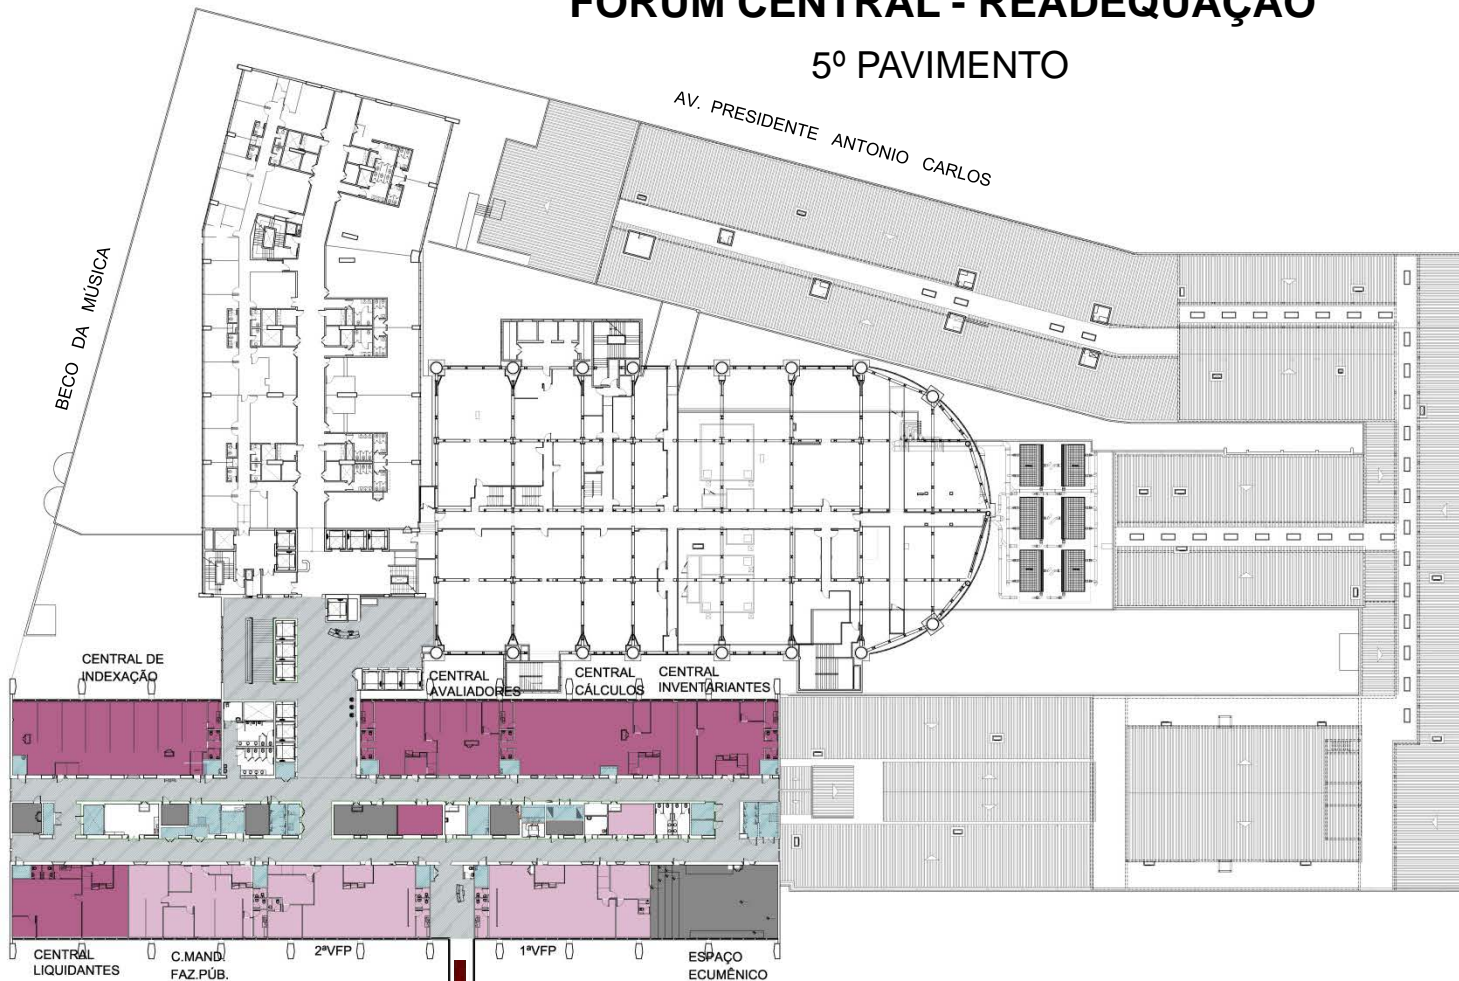 FÓRUM CENTRAL - READEQUAÇÃO
5º PAVIMENTO
AV. PRESIDENTE ANTONIO CARLOS
BECO DA MÚSICA
CENTRAL DE
INDEXAÇÃO
CENTRAL
AVALIADORES
CENTRAL
CÁLCULOS
CENTRAL
INVENTARIANTES
CENTRAL
LIQUIDANTES
C.MAND.
FAZ.PÚB.
2ªVFP
1ªVFP
ESPAÇO
ECUMÊNICO